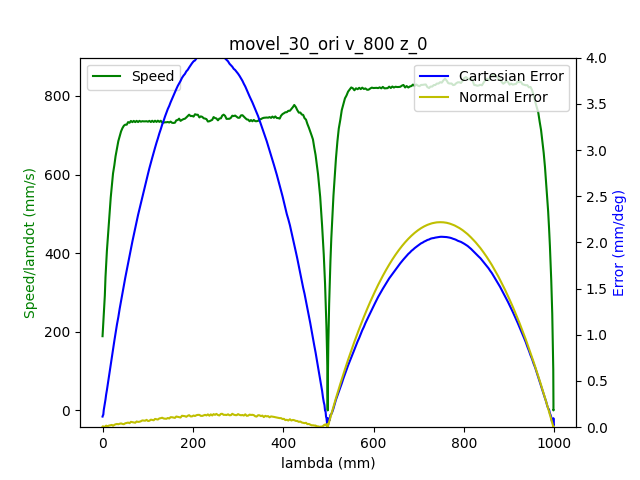 movel_30_ori v_800 z_0
Speed
Cartesian Error
Normal Error
Speed/lamdot (mm/s)
800
600
400
200
0
4.0
3.5
3.0
2.5
2.0
1.5
1.0
0.5
0.0
Error (mm/deg)
0 200 400 600 800 1000
lambda (mm)